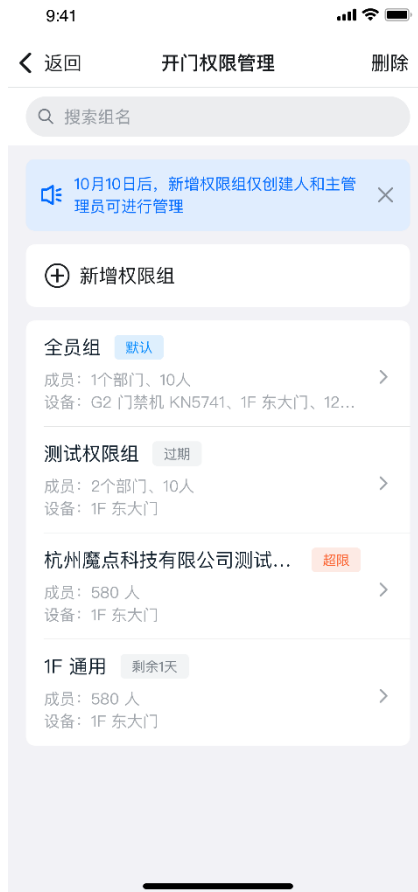 9:41
返回
开门权限管理
删除
搜索组名
10月10日后，新增权限组仅创建人和主管
理员可进行管理
新增权限组
全员组 默认
成员：1个部门、10人
设备：G2 门禁机 KN5741、1F 东大门、12...
测试权限组 过期
成员：2个部门、10人
设备：1F 东大门
杭州魔点科技有限公司测试... 超限
成员：580 人
设备：1F 东大门
1F 通用 剩余1天
成员：580 人
设备：1F 东大门